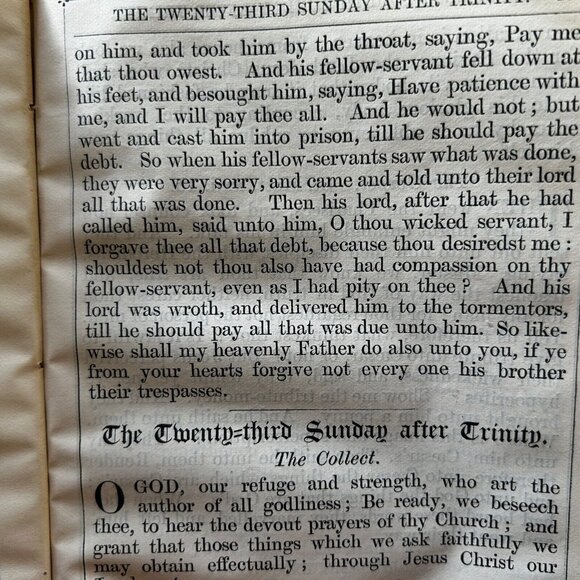 THE TWENTY-THIRD SUNDAY AFTER TRINITY.
on him, and took him by the throat, saying, Pay me
that thou owest. And his fellow-servant fell down at
his feet, and besought him, saying, Have patience with
me, and I will pay thee all. And he would not; but
went and cast him into prison, till he should pay the
debt. So when his fellow-servants saw what was done,
they were very sorry, and came and told unto their lord
all that was done. Then his lord, after that he had
called him, said unto him, O thou wicked servant, I
forgave thee all that debt, because thou desiredst me:
shouldest not thou also have had compassion on thy
fellow-servant, even as I had pity on thee? And his
lord was wroth, and delivered him to the tormentors,
till he should pay all that was due unto him. So like-
wise shall my heavenly Father do also unto you, if ye
from your hearts forgive not every one his brother
their trespasses.
The Twenty=third Sunday after Trinity.
The Collect.
O GOD, our refuge and strength, who art the
author of all godliness; Be ready, we beseech
thee, to hear the devout prayers of thy Church; and
grant that those things which we ask faithfully we
may obtain effectually; through Jesus Christ our